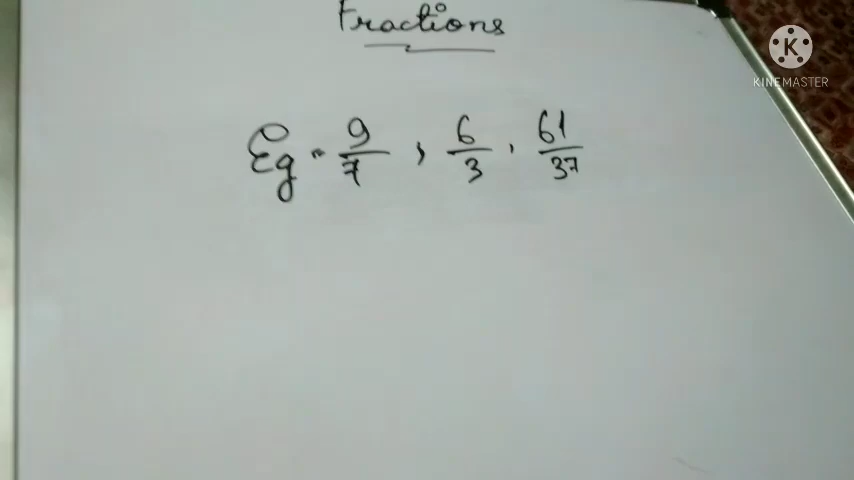 Fractions
Eg. 9/7, 6/3, 61/37
KINEMASTER